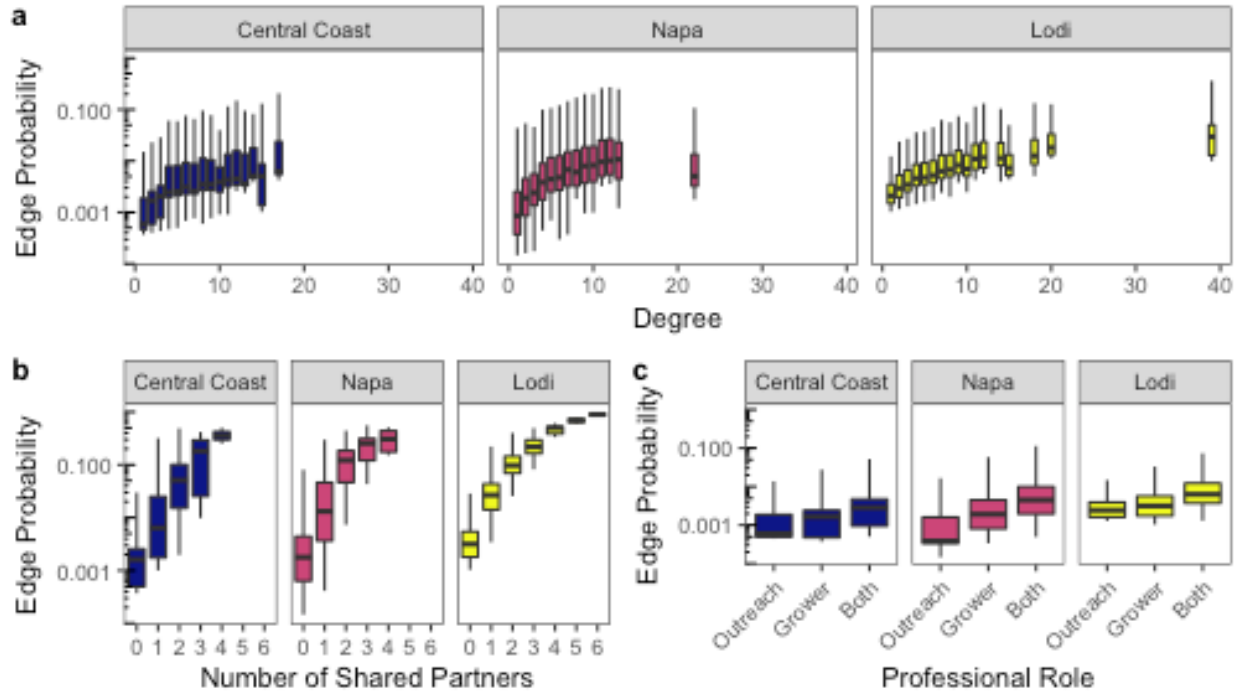 a
Central Coast
Napa
Lodi
Edge Probability
0.100
0.001
0 10 20 30 40
0 10 20 30 40
0 10 20 30 40
Degree
b
Central Coast
Napa
Lodi
Edge Probability
0.100
0.001
0 1 2 3 4 5 6
0 1 2 3 4 5 6
0 1 2 3 4 5 6
Number of Shared Partners
c
Central Coast
Napa
Lodi
Edge Probability
0.100
0.001
Outreach
Grower
Both
Outreach
Grower
Both
Outreach
Grower
Both
Professional Role